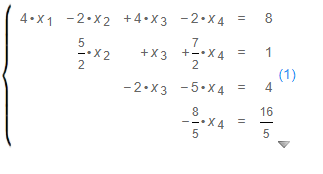 4•x₁ −2•x₂ +4•x₃ −2•x₄ = 8
5/2•x₂ +x₃ +7/2•x₄ = 1
(1)
−2•x₃ −5•x₄ = 4
−8/5•x₄ = 16/5